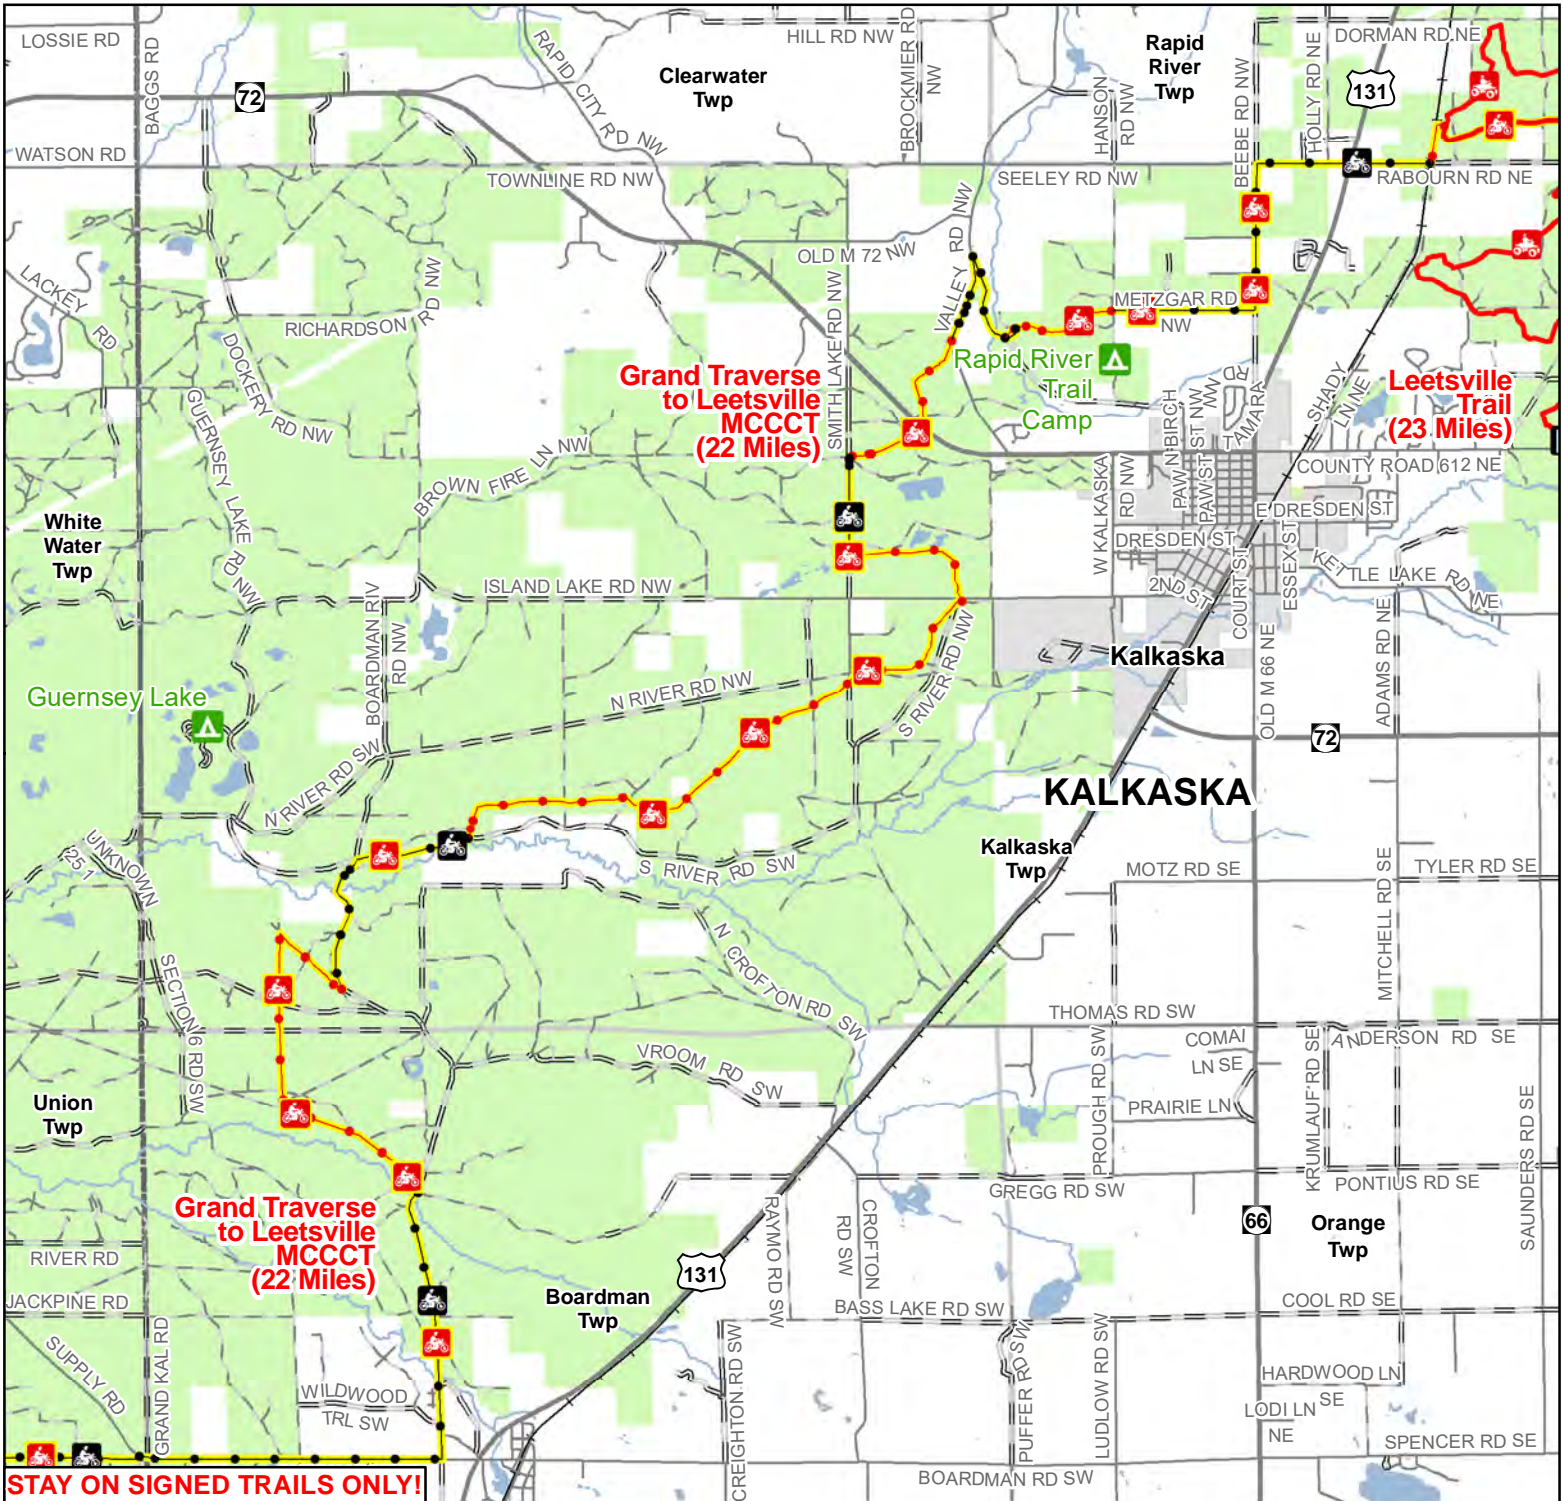 LOSSIE RD
BAGGS RD
72
RAPID CITY RD NW
Clearwater
Twp
HILL RD NW
BROCKMIER RD
NW
Rapid
River
Twp
HANSON
RD NW
BEEBE RD NW
HOLLY RD NE
DORMAN RD NE
131
WATSON RD
TOWNLINE RD NW
SEELEY RD NW
RABOURN RD NE
LACKEY RD
RICHARDSON RD NW
DOCKERY RD NW
GUERNSEY LAKE RD NW
OLD M 72 NW
SMITH LAKE RD NW
VALLEY RD NW
METZGAR RD
NW
Grand Traverse
to Leetsville
MCCCT
(22 Miles)
Rapid River
Trail
Camp
Leetsville
Trail
(23 Miles)
SHADY
LN NE
TAMARA
RD NW
N BIRCH
PAW ST NW
PAW
BROWN FIRE LN NW
COUNTY ROAD 612 NE
W KALKASKA
RD NW
E DRESDEN ST
DRESDEN ST
2ND ST
COURT ST
ESSEX ST
KETTLE LAKE RD NE
White
Water
Twp
ISLAND LAKE RD NW
BOARDMAN RIV
RD NW
Kalkaska
OLD M 66 NE
ADAMS RD NE
Guernsey Lake
N RIVER RD NW
S RIVER RD NW
N RIVER RD SW
72
KALKASKA
UNKNOWN
251
S RIVER RD SW
Kalkaska
Twp
MOTZ RD SE
TYLER RD SE
MITCHELL RD SE
N CROFTON RD SW
SECTION 6 RD SW
THOMAS RD SW
COMAI
LN SE
ANDERSON RD SE
VROOM RD SW
PROUGH RD SW
PRAIRIE LN
KRUMLAUF RD SE
SAUNDERS RD SE
Union
Twp
GREGG RD SW
PONTIUS RD SE
Grand Traverse
to Leetsville
MCCCT
(22 Miles)
RAYMO RD SW
CROFTON
RD SW
66
Orange
Twp
RIVER RD
131
JACKPINE RD
Boardman
Twp
BASS LAKE RD SW
COOL RD SE
SUPPLY RD
GRAND KAL RD
WILDWOOD
TRL SW
CREIGHTON RD SW
PUFFER RD SW
LUDLOW RD SW
HARDWOOD LN
SE
LODI LN
NE
SPENCER RD SE
BOARDMAN RD SW
STAY ON SIGNED TRAILS ONLY!